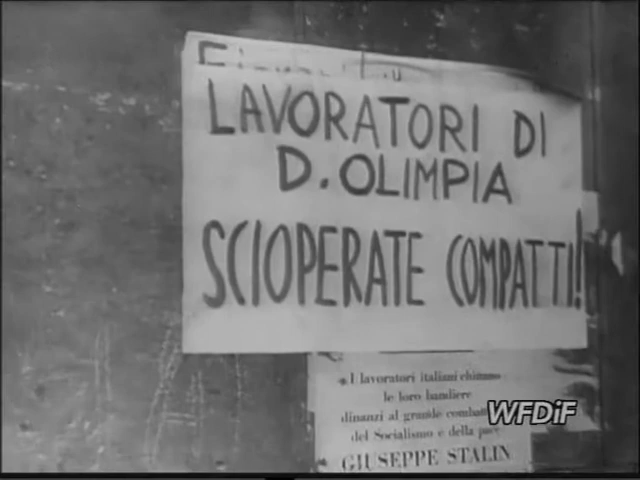 LAVORATORI DI
D. OLIMPIA
SCIOPERATE COMPATTI!
I lavoratori italiani chinano
le loro bandiere
dinanzi al grande
del Socialismo e della pace
GIUSEPPE STALIN
WFDiF